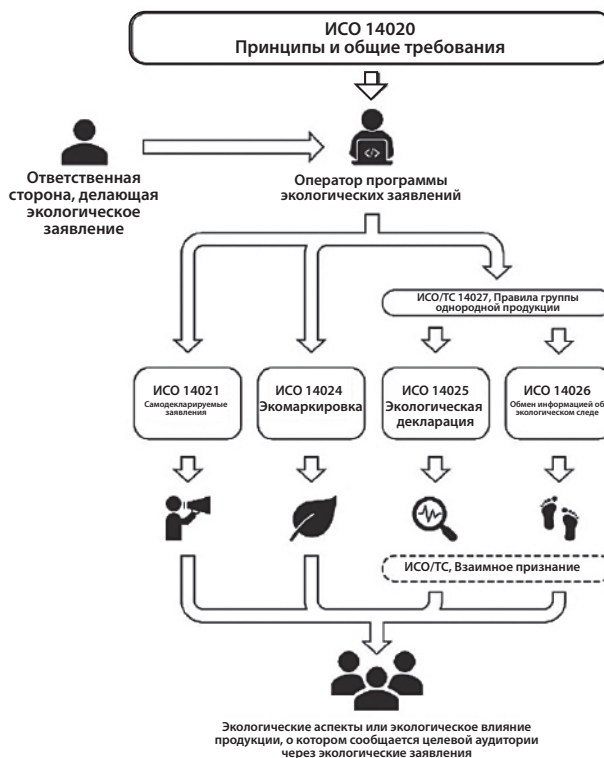 ИСО 14020
Принципы и общие требования
Ответственная
сторона, делающая
экологическое
заявление
Оператор программы
экологических заявлений
ИСО/ТС 14027, Правила группы
однородной продукции
ИСО 14021
Самодекларируемые
заявления
ИСО 14024
Экомаркировка
ИСО 14025
Экологическая
декларация
ИСО 14026
Обмен информацией об
экологическом следе
ИСО/ТС, Взаимное признание
Экологические аспекты или экологическое влияние
продукции, о котором сообщается целевой аудитории
через экологические заявления